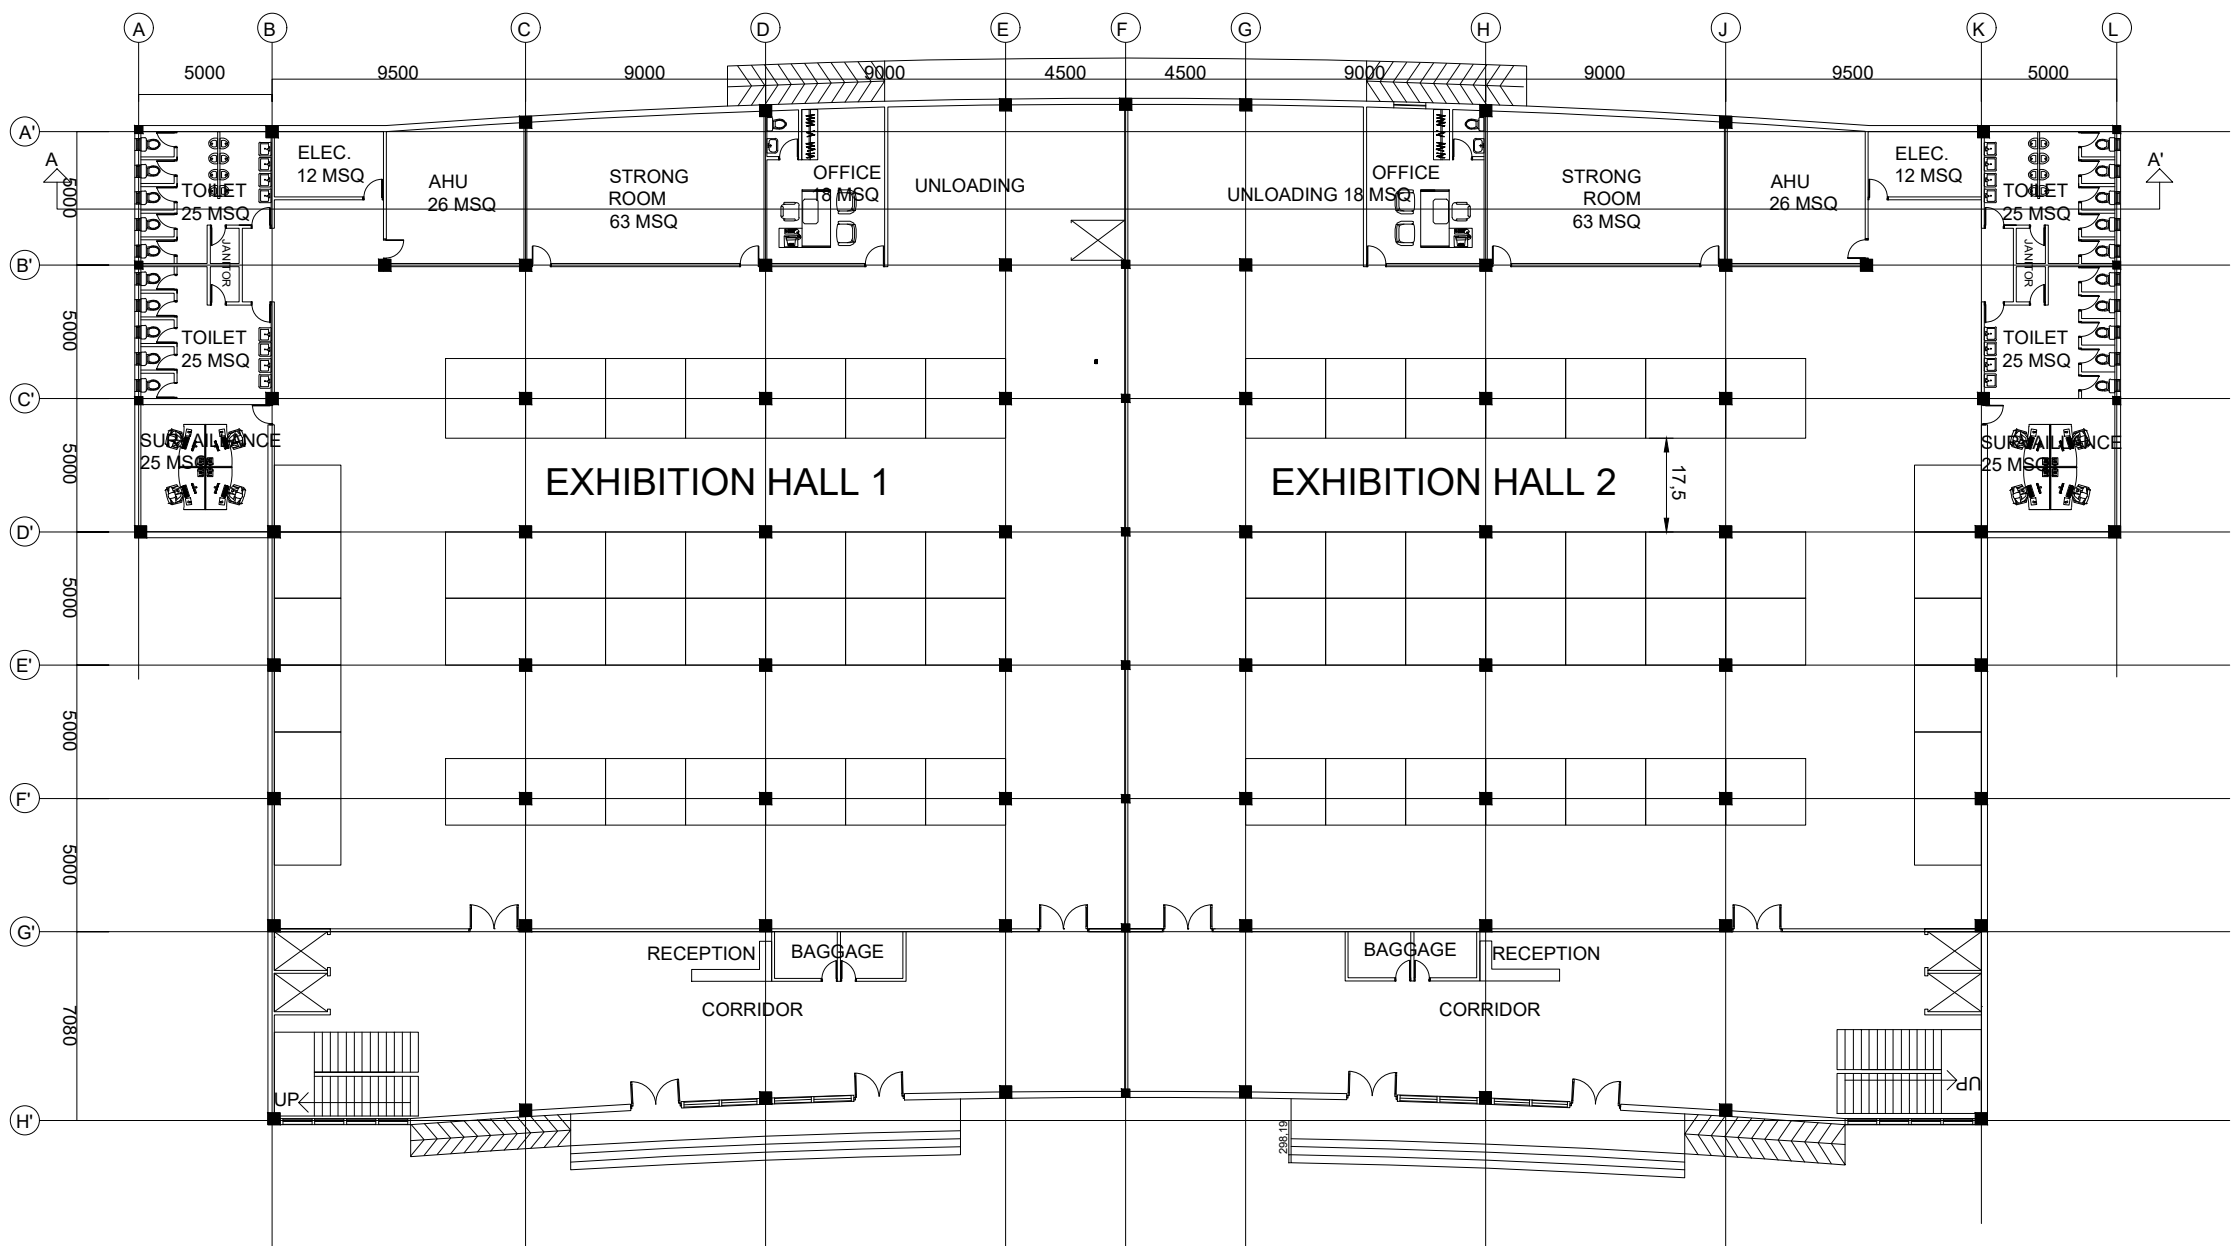 A B C D E F G H J K L
5000 9500 9000 9000 4500 4500 9000 9000 9500 5000
A'
A
A'
5000
ELEC.
12 MSQ
TOILET
25 MSQ
AHU
26 MSQ
STRONG
ROOM
63 MSQ
OFFICE
18 MSQ
UNLOADING
UNLOADING 18 MSQ
OFFICE
STRONG
ROOM
63 MSQ
AHU
26 MSQ
ELEC.
12 MSQ
TOILET
25 MSQ
JANITOR
JANITOR
B'
5000
TOILET
25 MSQ
TOILET
25 MSQ
C'
5000
SURVAILLIANCE
25 MSQ
EXHIBITION HALL 1
EXHIBITION HALL 2
17,5
SURVAILLIANCE
25 MSQ
D'
5000
E'
5000
F'
5000
G'
RECEPTION
BAGGAGE
BAGGAGE
RECEPTION
7080
CORRIDOR
CORRIDOR
UP
UP
H'
298,19